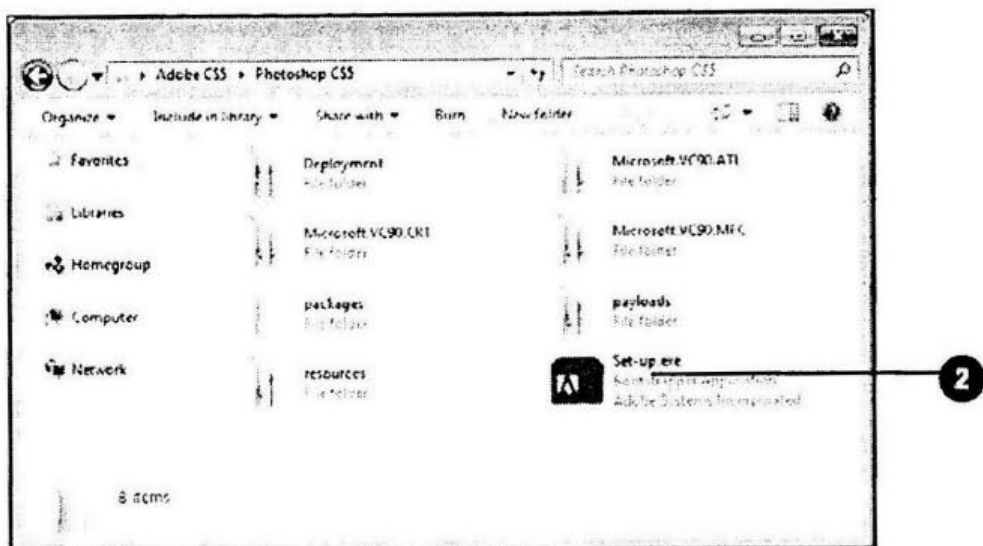 Adobe CS5 ▸ Photoshop CS5
Search Photoshop CS5
Organize Include in library Share with Burn New folder
Favorites
Libraries
Homegroup
Computer
Network
Deployment
File folder
Microsoft.VC90.ATL
File folder
Microsoft.VC90.CRT
File folder
Microsoft.VC90.MFC
File folder
packages
File folder
payloads
File folder
resources
File folder
Set-up.exe
Bootstrapper Application
Adobe Systems Incorporated
8 items
2